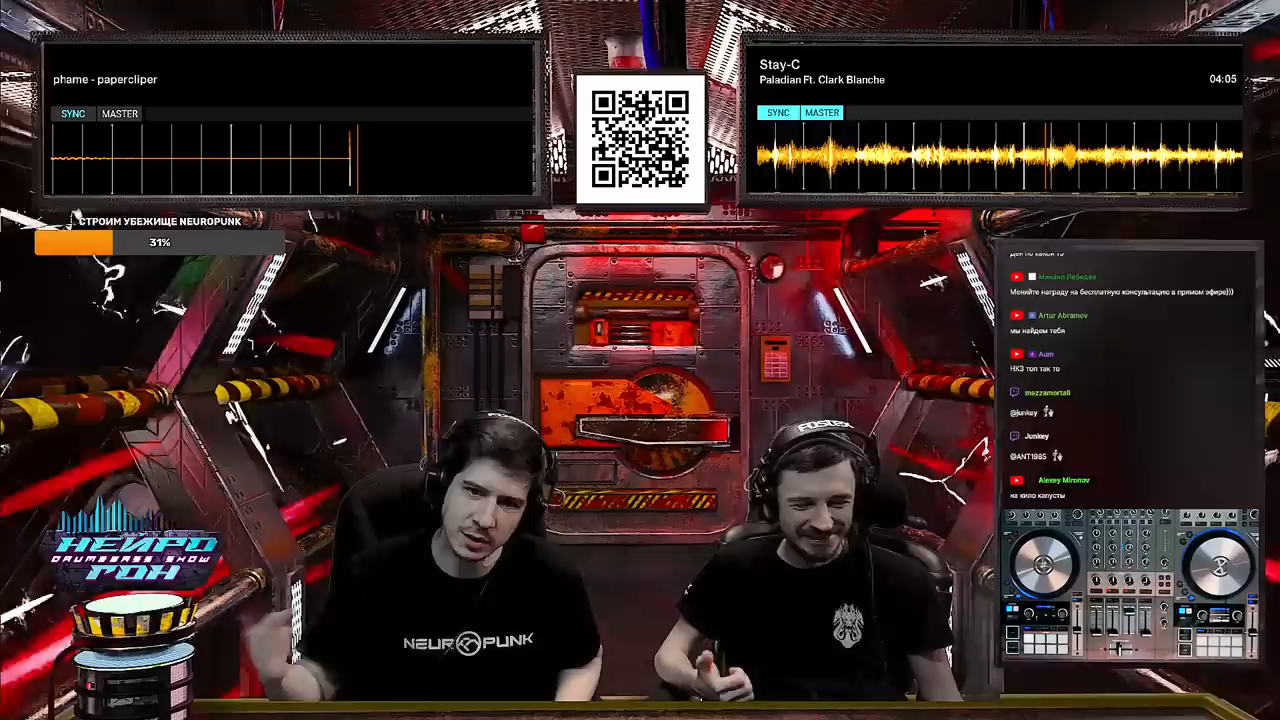 phame - papercliper
SYNC MASTER
Stay-C
Paladian Ft. Clark Blanche
04:05
SYNC MASTER
СТРОИМ УБЕЖИЩЕ NEUROPUNK
31%
Михаил Лебедев
Меняйте награду на бесплатную консультацию в прямом эфире)))
Artur Abramov
мы найдем тебя
Aum
НКЗ топ так то
mezzamortall
@junkey
Junkey
@ANT1985
Alexey Mironov
на кило капусты
FOSTEX
НЕЙРО
DRUM&BASS SHOW
ГОН
NEUROPUNK